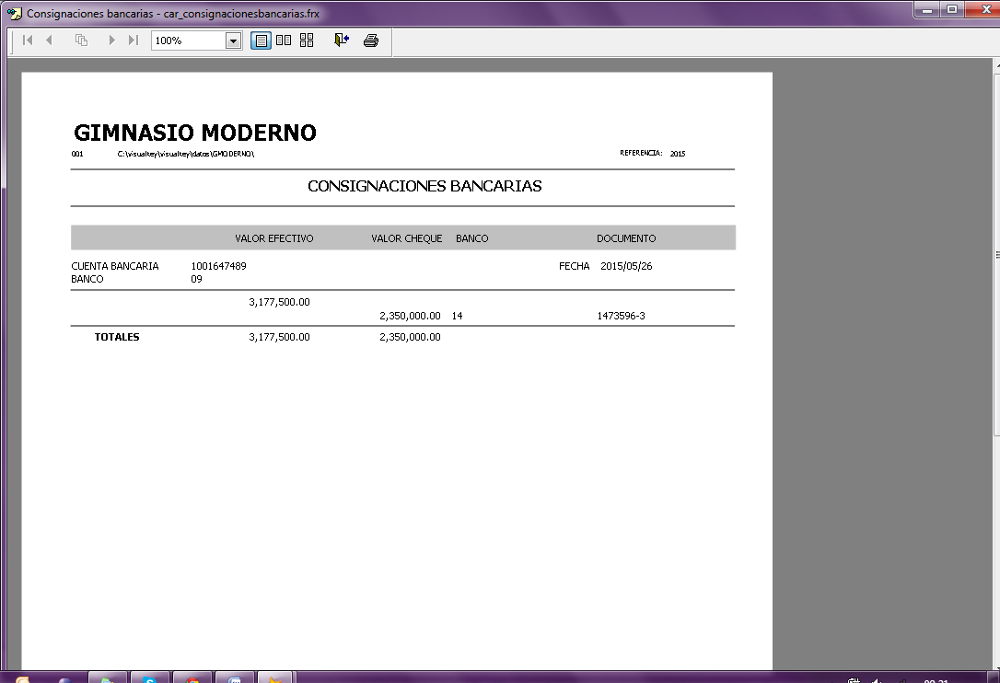 Consignaciones bancarias - car_consignacionesbancarias.frx
100%
GIMNASIO MODERNO
001 C:\visualkey\visualkey\datos\GMODERNO\ REFERENCIA: 2015
CONSIGNACIONES BANCARIAS
VALOR EFECTIVO VALOR CHEQUE BANCO DOCUMENTO
CUENTA BANCARIA 1001647489 FECHA 2015/05/26
BANCO 09
3,177,500.00
2,350,000.00 14 1473596-3
TOTALES 3,177,500.00 2,350,000.00